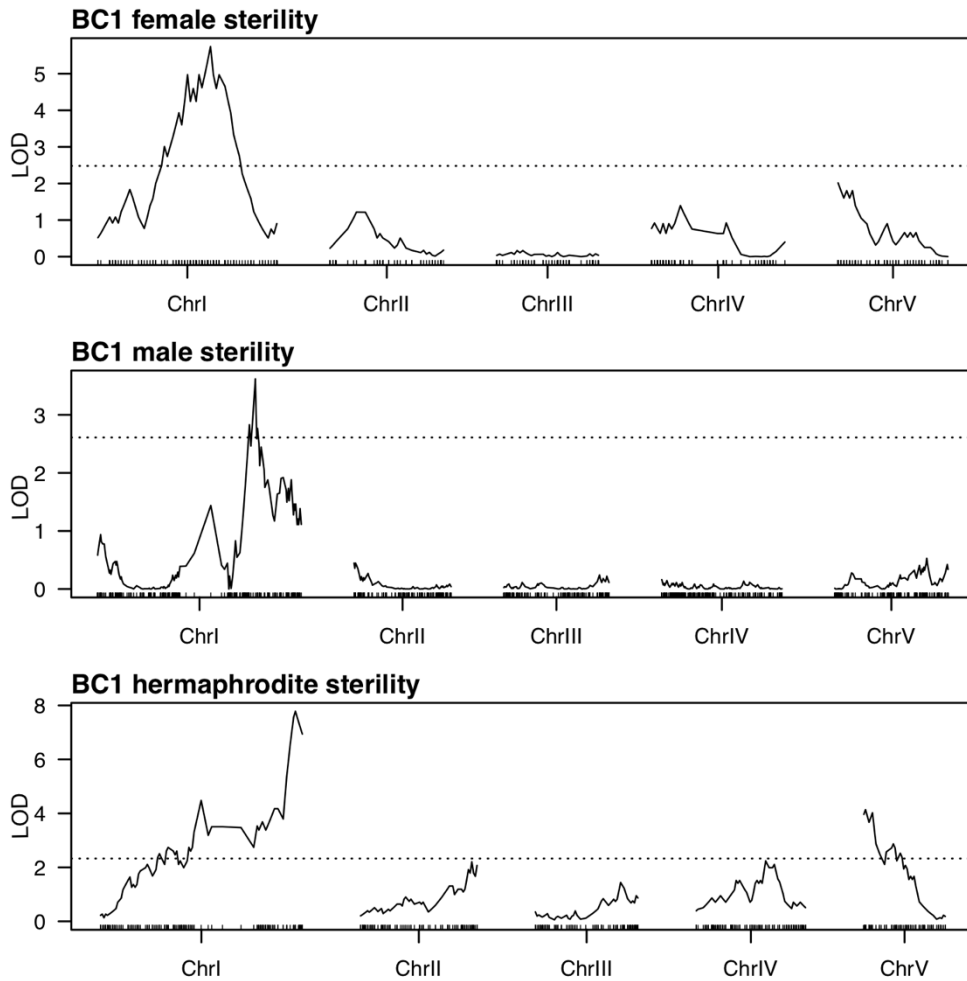 BC1 female sterility
5
4
3
2
1
0
LOD
ChrI ChrII ChrIII ChrIV ChrV
BC1 male sterility
3
2
1
0
LOD
ChrI ChrII ChrIII ChrIV ChrV
BC1 hermaphrodite sterility
8
6
4
2
0
LOD
ChrI ChrII ChrIII ChrIV ChrV